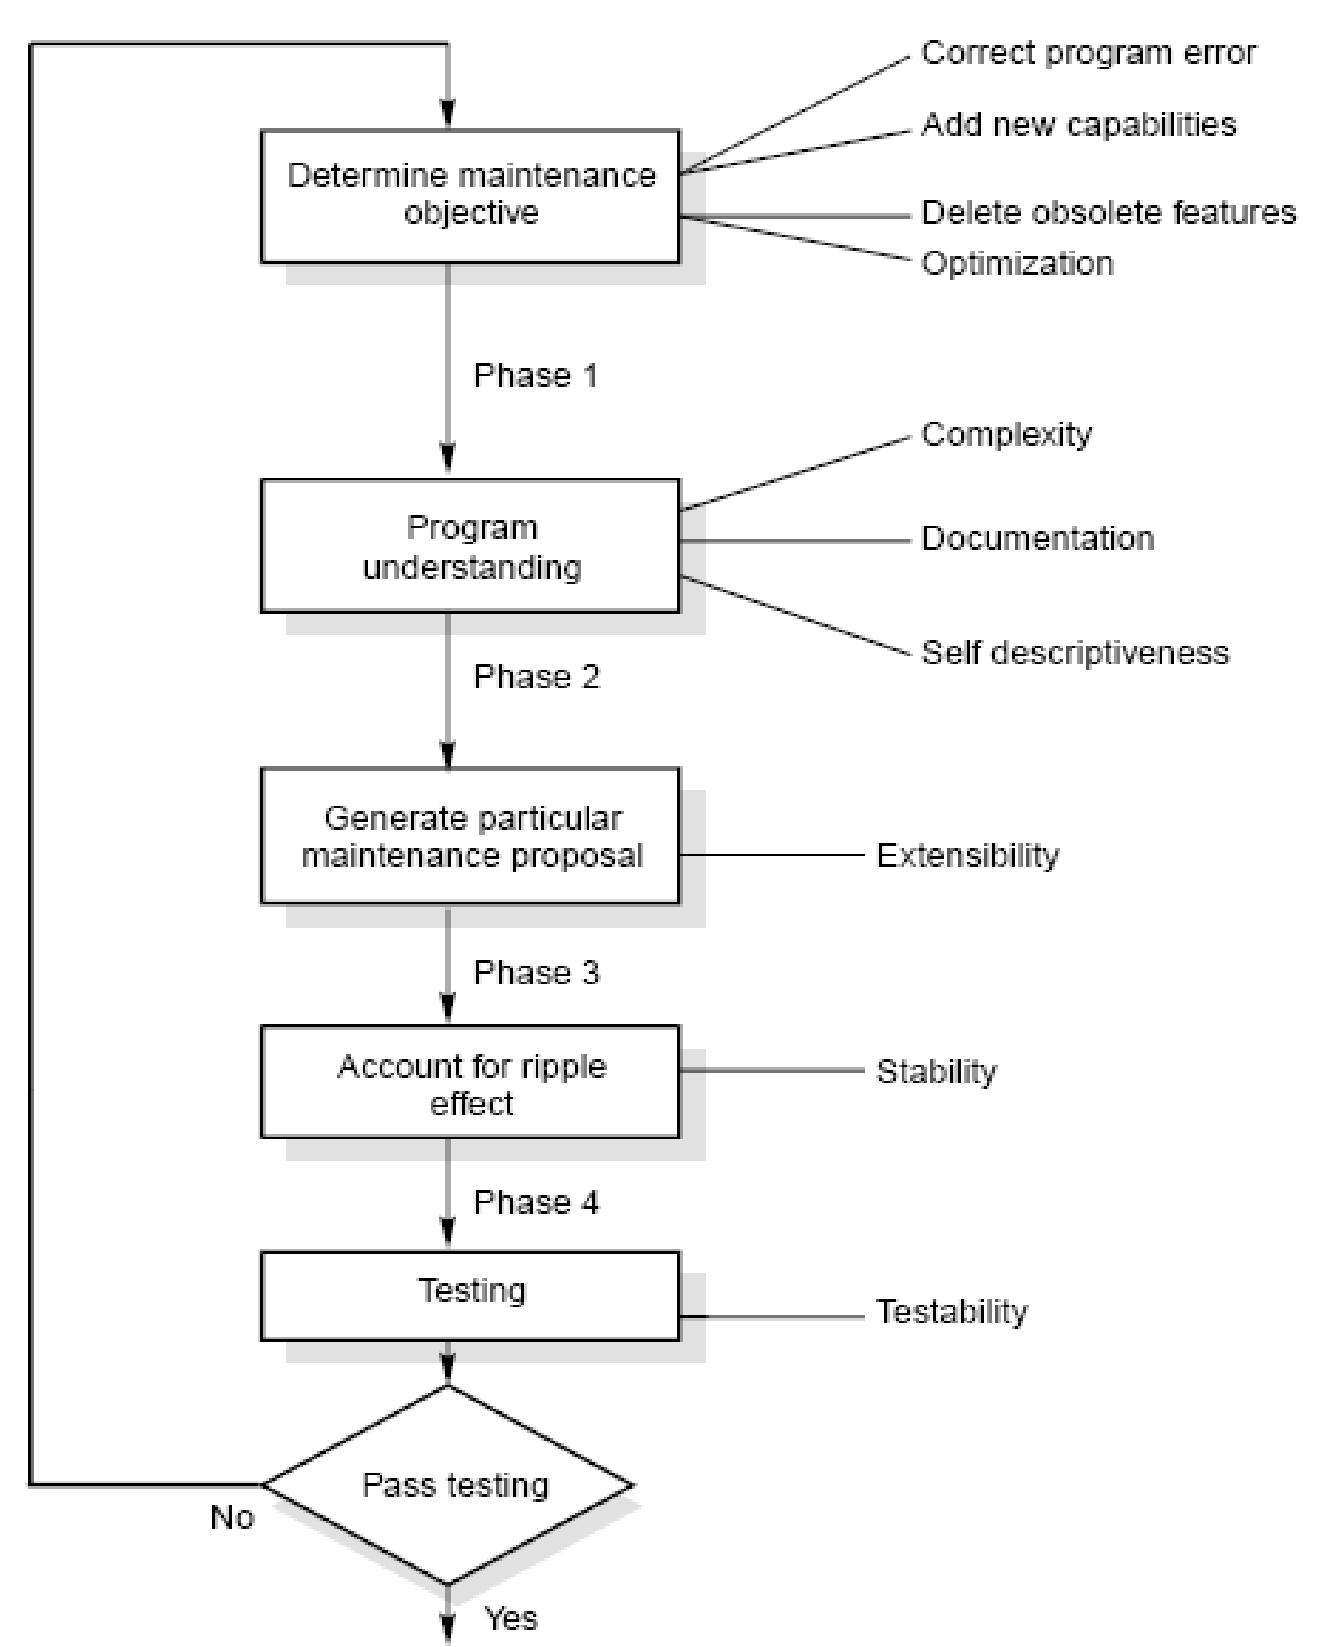 Correct program error
Add new capabilities
Determine maintenance
objective
Delete obsolete features
Optimization
Phase 1
Complexity
Program
understanding
Documentation
Self descriptiveness
Phase 2
Generate particular
maintenance proposal
Extensibility
Phase 3
Account for ripple
effect
Stability
Phase 4
Testing
Testability
Pass testing
No
Yes